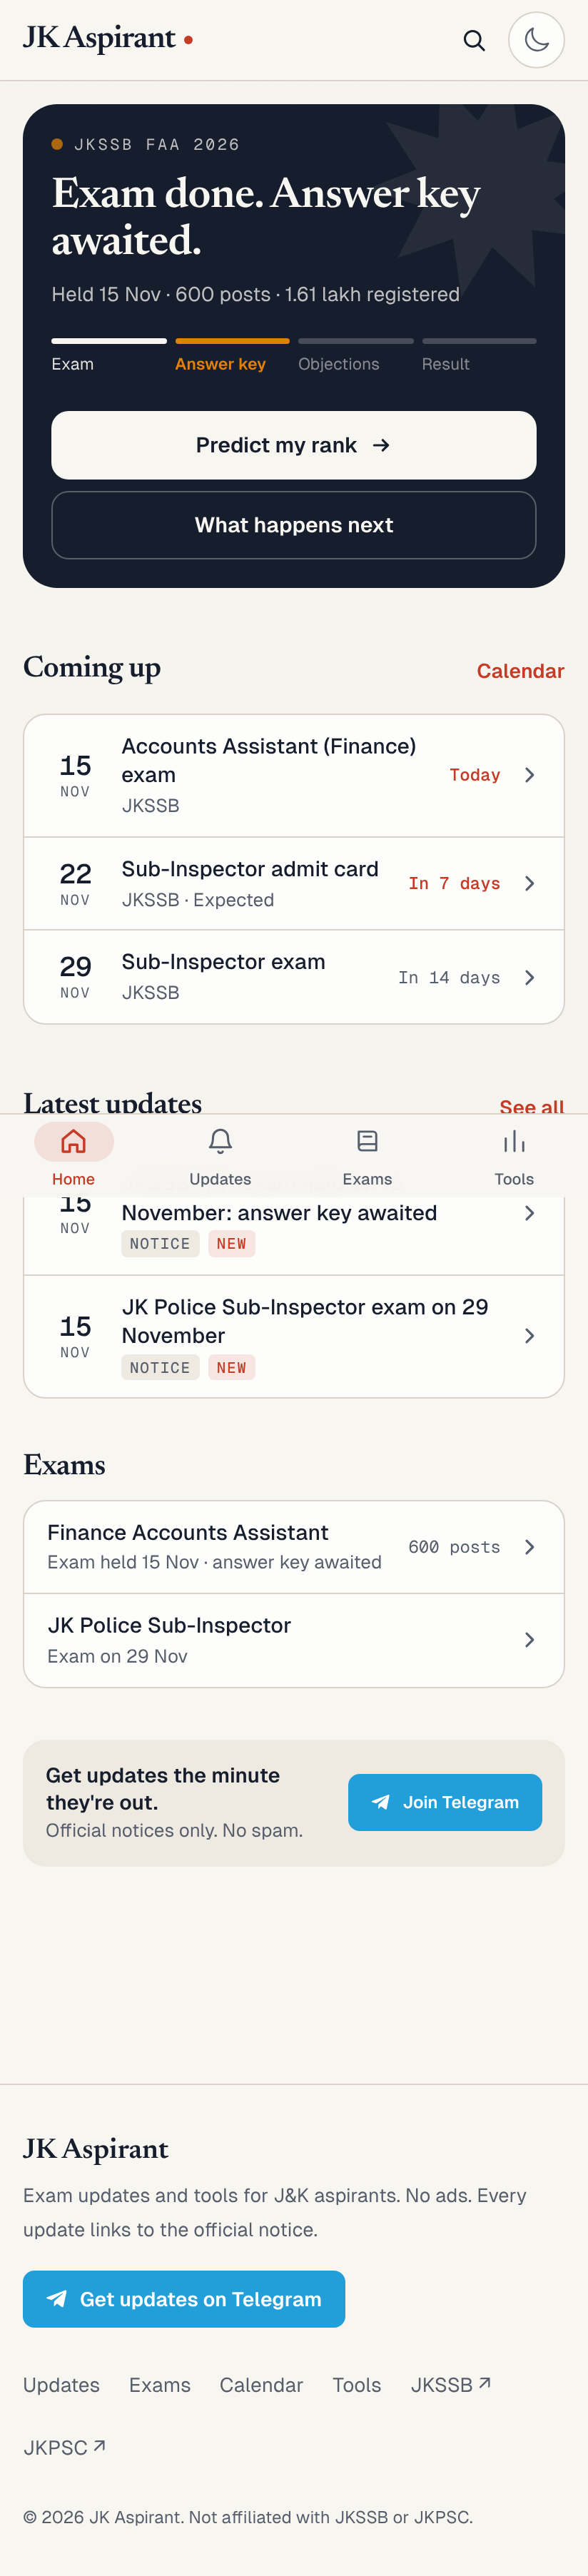 JK Aspirant
JKSSB FAA 2026
Exam done. Answer key
awaited.
Held 15 Nov · 600 posts · 1.61 lakh registered
Exam Answer key Objections Result
Predict my rank →
What happens next
Coming up Calendar
15 NOV
Accounts Assistant (Finance)
exam
JKSSB
Today
22 NOV
Sub-Inspector admit card
JKSSB · Expected
In 7 days
29 NOV
Sub-Inspector exam
JKSSB
In 14 days
Latest updates See all
Home Updates Exams Tools
15 NOV
November: answer key awaited
NOTICE NEW
15 NOV
JK Police Sub-Inspector exam on 29
November
NOTICE NEW
Exams
Finance Accounts Assistant
Exam held 15 Nov · answer key awaited
600 posts
JK Police Sub-Inspector
Exam on 29 Nov
Get updates the minute
they're out.
Official notices only. No spam.
Join Telegram
JK Aspirant
Exam updates and tools for J&K aspirants. No ads. Every
update links to the official notice.
Get updates on Telegram
Updates Exams Calendar Tools JKSSB ↗
JKPSC ↗
© 2026 JK Aspirant. Not affiliated with JKSSB or JKPSC.